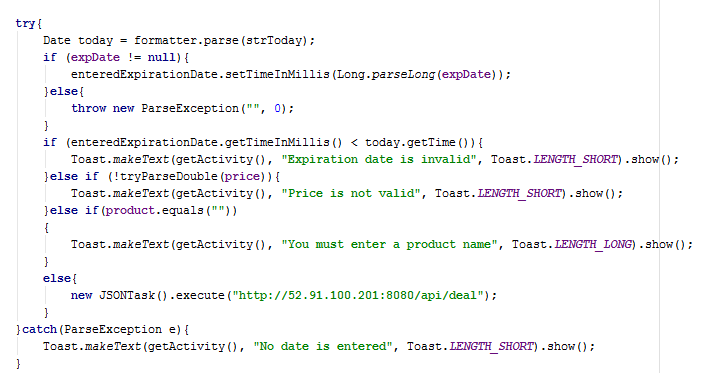 try{
    Date today = formatter.parse(strToday);
    if (expDate != null){
        enteredExpirationDate.setTimeInMillis(Long.parseLong(expDate));
    }else{
        throw new ParseException("", 0);
    }
    if (enteredExpirationDate.getTimeInMillis() < today.getTime()){
        Toast.makeText(getActivity(), "Expiration date is invalid", Toast.LENGTH_SHORT).show();
    }else if (!tryParseDouble(price)){
        Toast.makeText(getActivity(), "Price is not valid", Toast.LENGTH_SHORT).show();
    }else if(product.equals(""))
    {
        Toast.makeText(getActivity(), "You must enter a product name", Toast.LENGTH_LONG).show();
    }
    else{
        new JSONTask().execute("http://52.91.100.201:8080/api/deal");
    }
}catch(ParseException e){
    Toast.makeText(getActivity(), "No date is entered", Toast.LENGTH_SHORT).show();
}